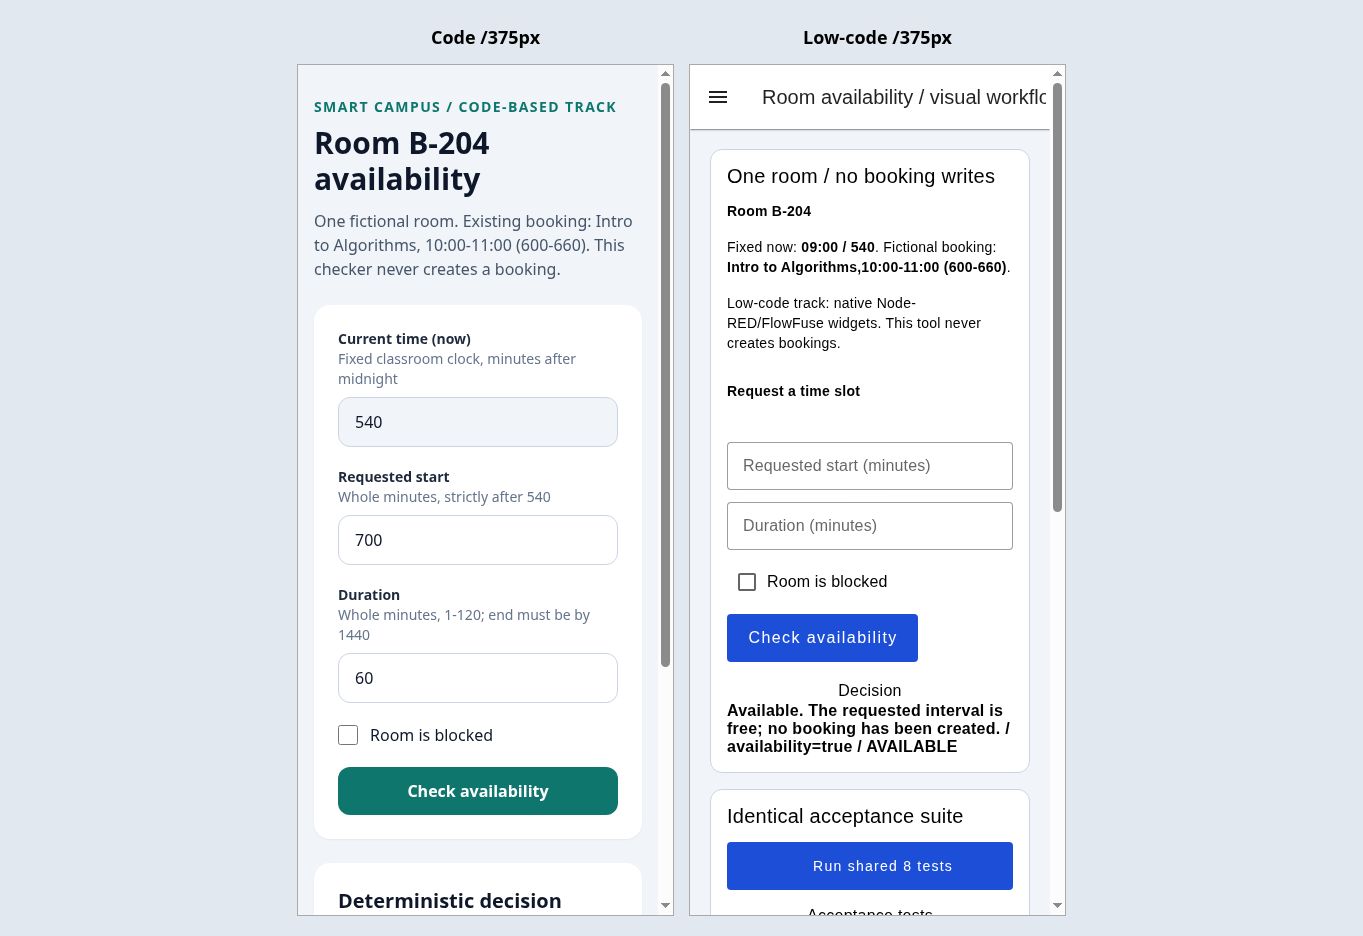 Code /375px
SMART CAMPUS / CODE-BASED TRACK
Room B-204
availability
One fictional room. Existing booking: Intro
to Algorithms, 10:00-11:00 (600-660). This
checker never creates a booking.
Current time (now)
Fixed classroom clock, minutes after
midnight
540
Requested start
Whole minutes, strictly after 540
700
Duration
Whole minutes, 1-120; end must be by
1440
60
Room is blocked
Check availability
Deterministic decision
Low-code /375px
Room availability / visual workflo
One room / no booking writes
Room B-204
Fixed now: 09:00 / 540. Fictional booking:
Intro to Algorithms,10:00-11:00 (600-660).
Low-code track: native Node-
RED/FlowFuse widgets. This tool never
creates bookings.
Request a time slot
Requested start (minutes)
Duration (minutes)
Room is blocked
Check availability
Decision
Available. The requested interval is
free; no booking has been created. /
availability=true / AVAILABLE
Identical acceptance suite
Run shared 8 tests
Acceptance tests